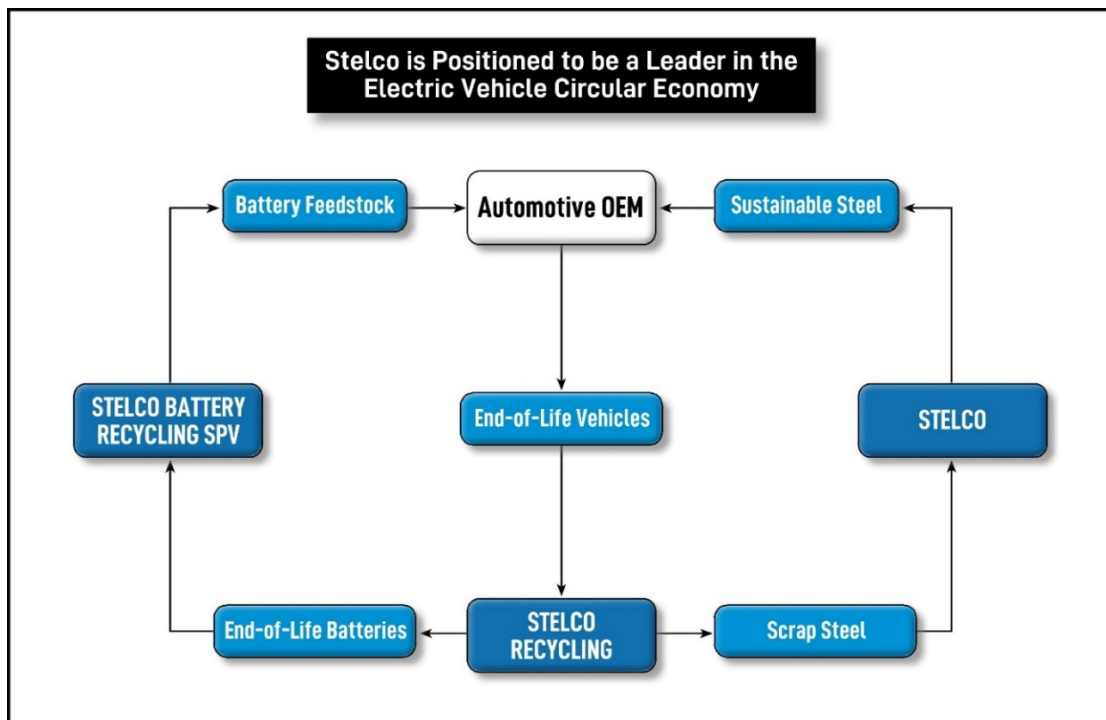 Stelco is Positioned to be a Leader in the
Electric Vehicle Circular Economy
Battery Feedstock
Automotive OEM
Sustainable Steel
STELCO BATTERY
RECYCLING SPV
End-of-Life Vehicles
STELCO
End-of-Life Batteries
STELCO
RECYCLING
Scrap Steel